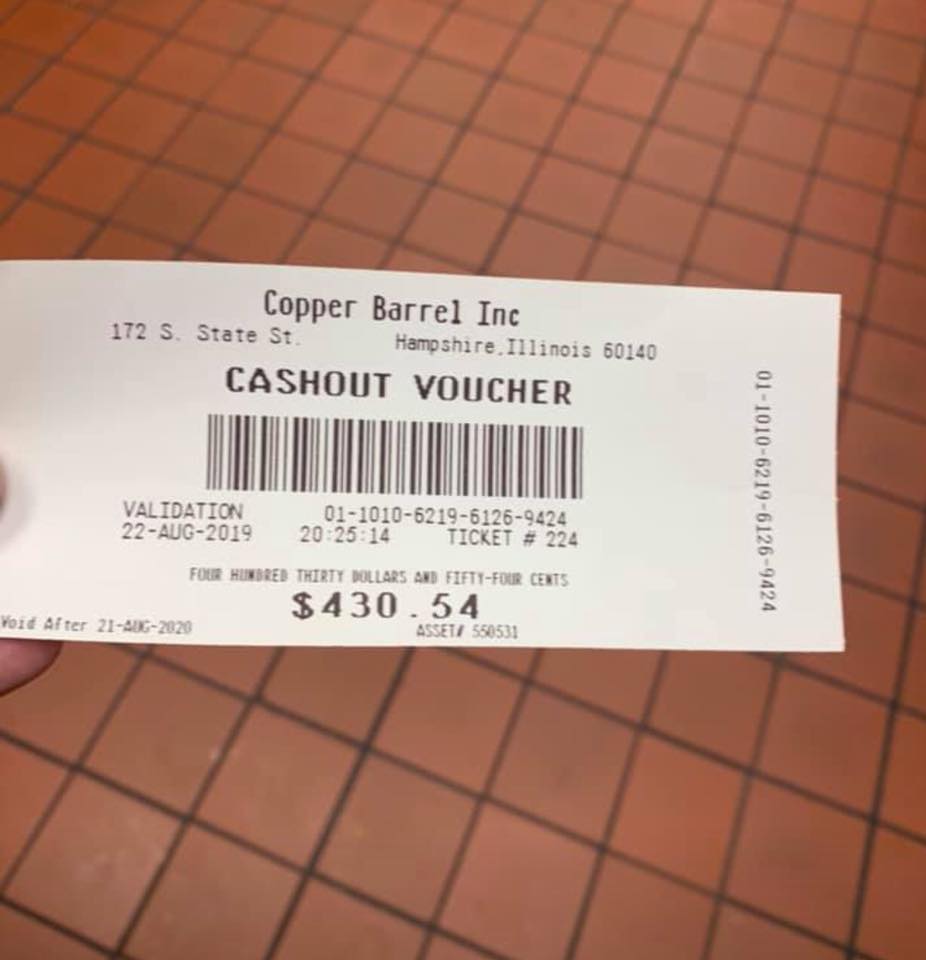 Copper Barrel Inc
172 S. State St. Hampshire,Illinois 60140
CASHOUT VOUCHER
VALIDATION 01-1010-6219-6126-9424
22-AUG-2019 20:25:14 TICKET # 224
FOUR HUNDRED THIRTY DOLLARS AND FIFTY-FOUR CENTS
$430.54
Void After 21-AUG-2020 ASSET# 550531
01-1010-6219-6126-9424